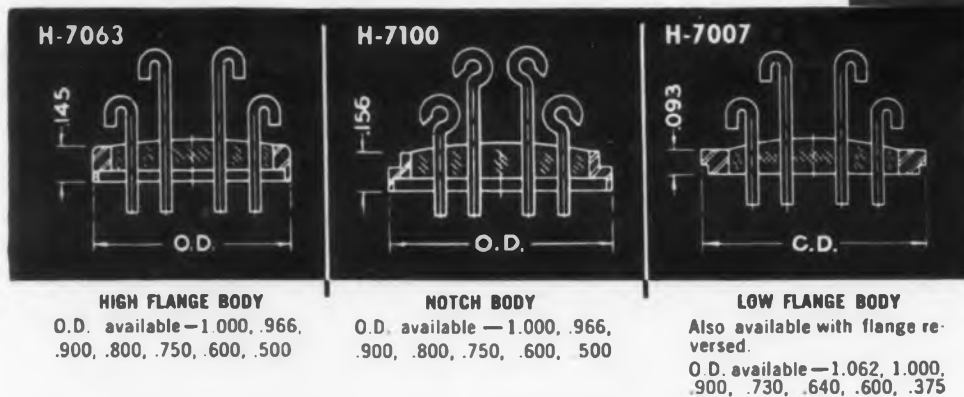 H-7063
.145
O.D.
HIGH FLANGE BODY
O.D. available—1.000, .966,
.900, .800, .750, .600, .500
H-7100
.156
O.D.
NOTCH BODY
O.D. available—1.000, .966,
.900, .800, .750, .600, 500
H-7007
.093
C.D.
LOW FLANGE BODY
Also available with flange re-
versed.
O.D. available—1.062, 1.000,
.900, .730, .640, .600, .375